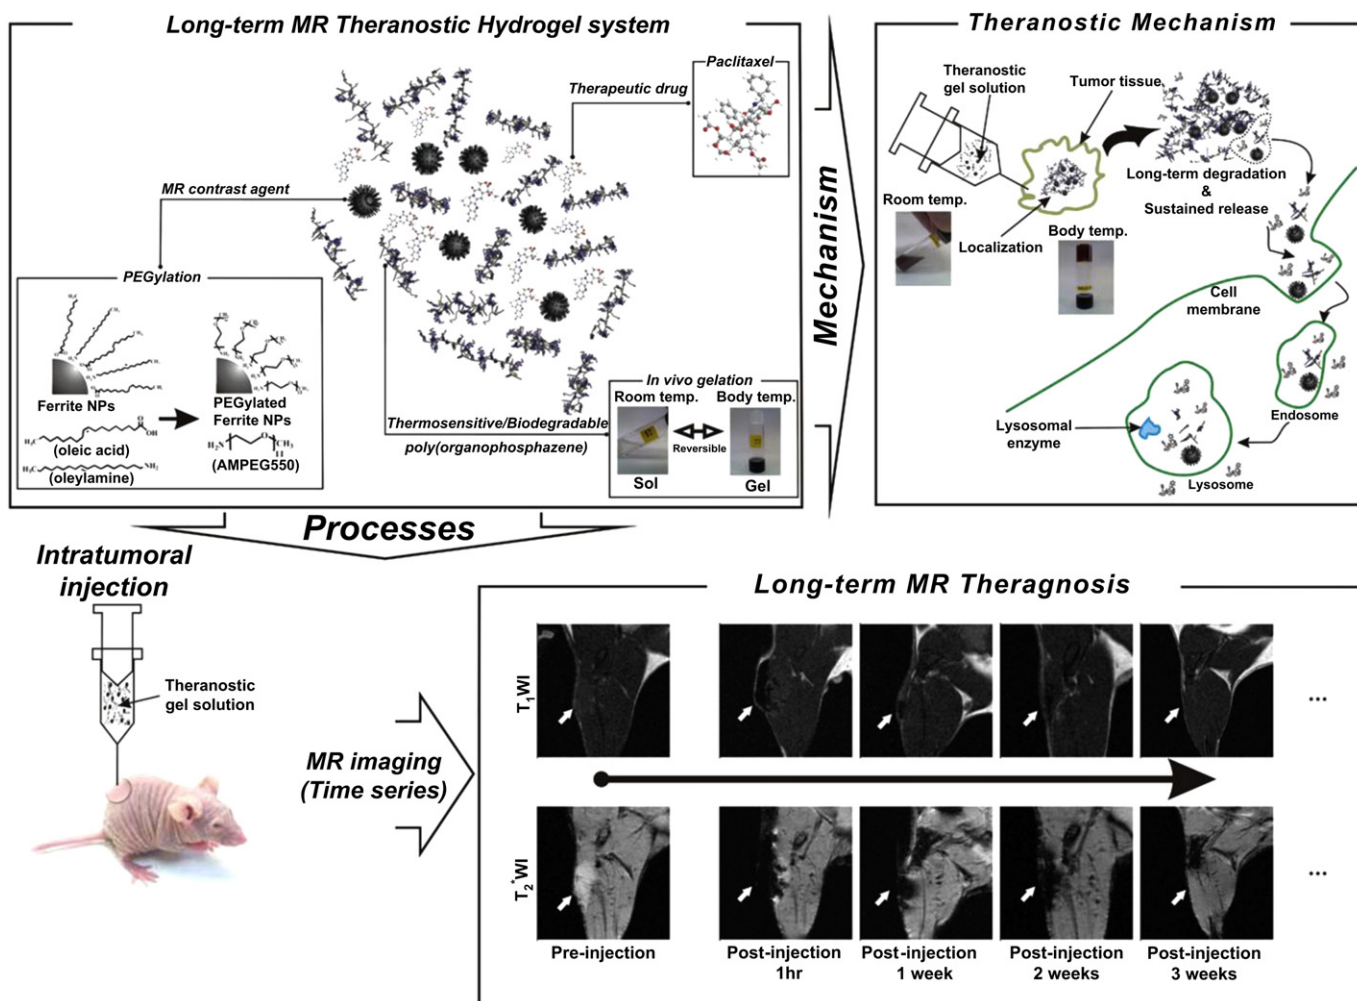 Long-term MR Theranostic Hydrogel system
Paclitaxel
Therapeutic drug
MR contrast agent
PEGylation
Ferrite NPs
PEGylated
Ferrite NPs
(oleic acid)
(AMPEG550)
(oleylamine)
Thermosensitive/Biodegradable
poly(organophosphazene)
In vivo gelation
Room temp.
Body temp.
Reversible
Sol
Gel
Mechanism
Theranostic Mechanism
Theranostic
gel solution
Tumor tissue
Long-term degradation
&
Sustained release
Room temp.
Localization
Body temp.
Cell
membrane
Endosome
Lysosomal
enzyme
Lysosome
Processes
Intratumoral
injection
Theranostic
gel solution
MR imaging
(Time series)
Long-term MR Theragnosis
T₁WI
...
T₂*WI
...
Pre-injection
Post-injection
1hr
Post-injection
1 week
Post-injection
2 weeks
Post-injection
3 weeks